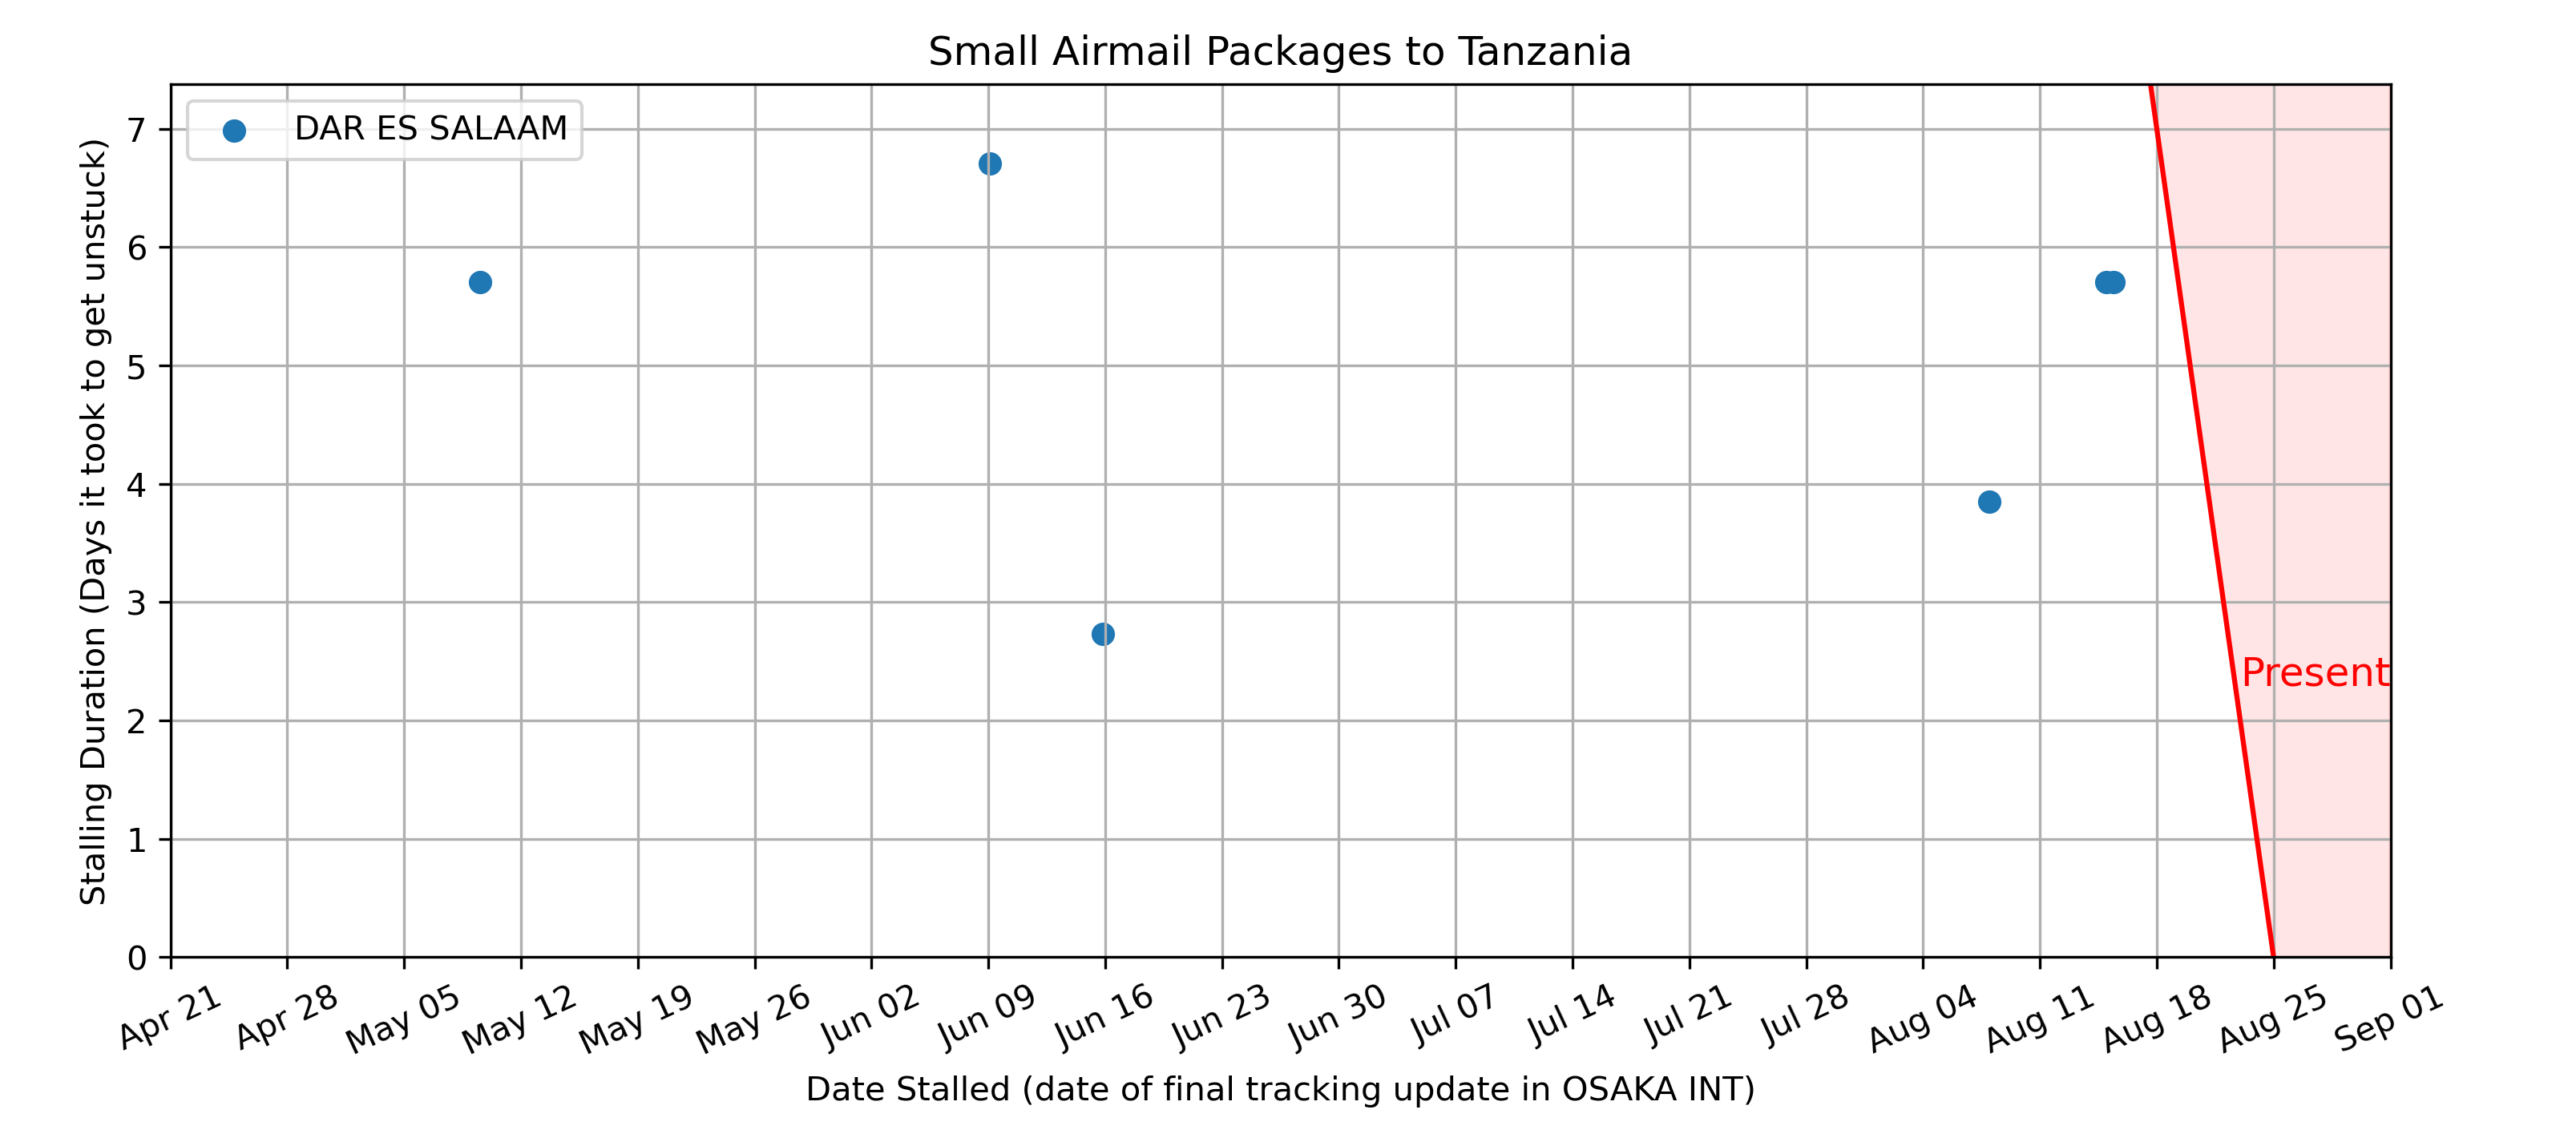 Small Airmail Packages to Tanzania
DAR ES SALAAM
Stalling Duration (Days it took to get unstuck)
7
6
5
4
3
2
1
0
Present
Apr 21
Apr 28
May 05
May 12
May 19
May 26
Jun 02
Jun 09
Jun 16
Jun 23
Jun 30
Jul 07
Jul 14
Jul 21
Jul 28
Aug 04
Aug 11
Aug 18
Aug 25
Sep 01
Date Stalled (date of final tracking update in OSAKA INT)